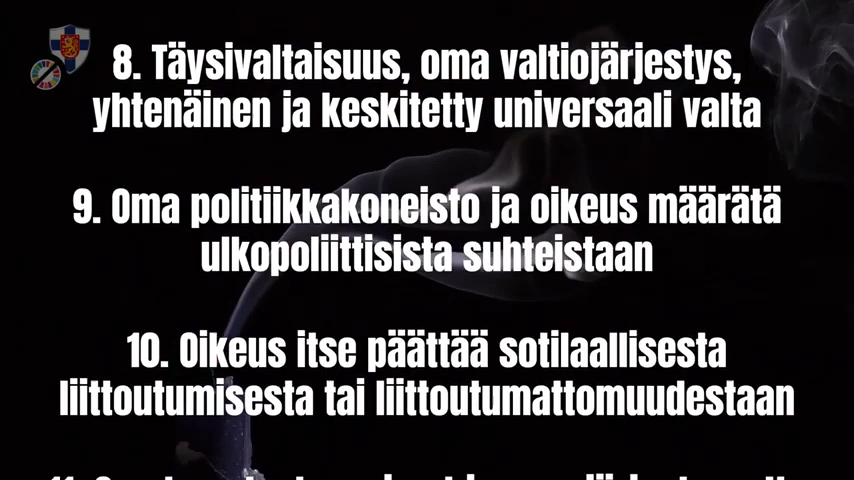 8. Täysivaltaisuus, oma valtiojärjestys,
yhtenäinen ja keskitetty universaali valta
9. Oma politiikkakoneisto ja oikeus määrätä
ulkopoliittisista suhteistaan
10. Oikeus itse päättää sotilaallisesta
liittoutumisesta tai liittoutumattomuudestaan